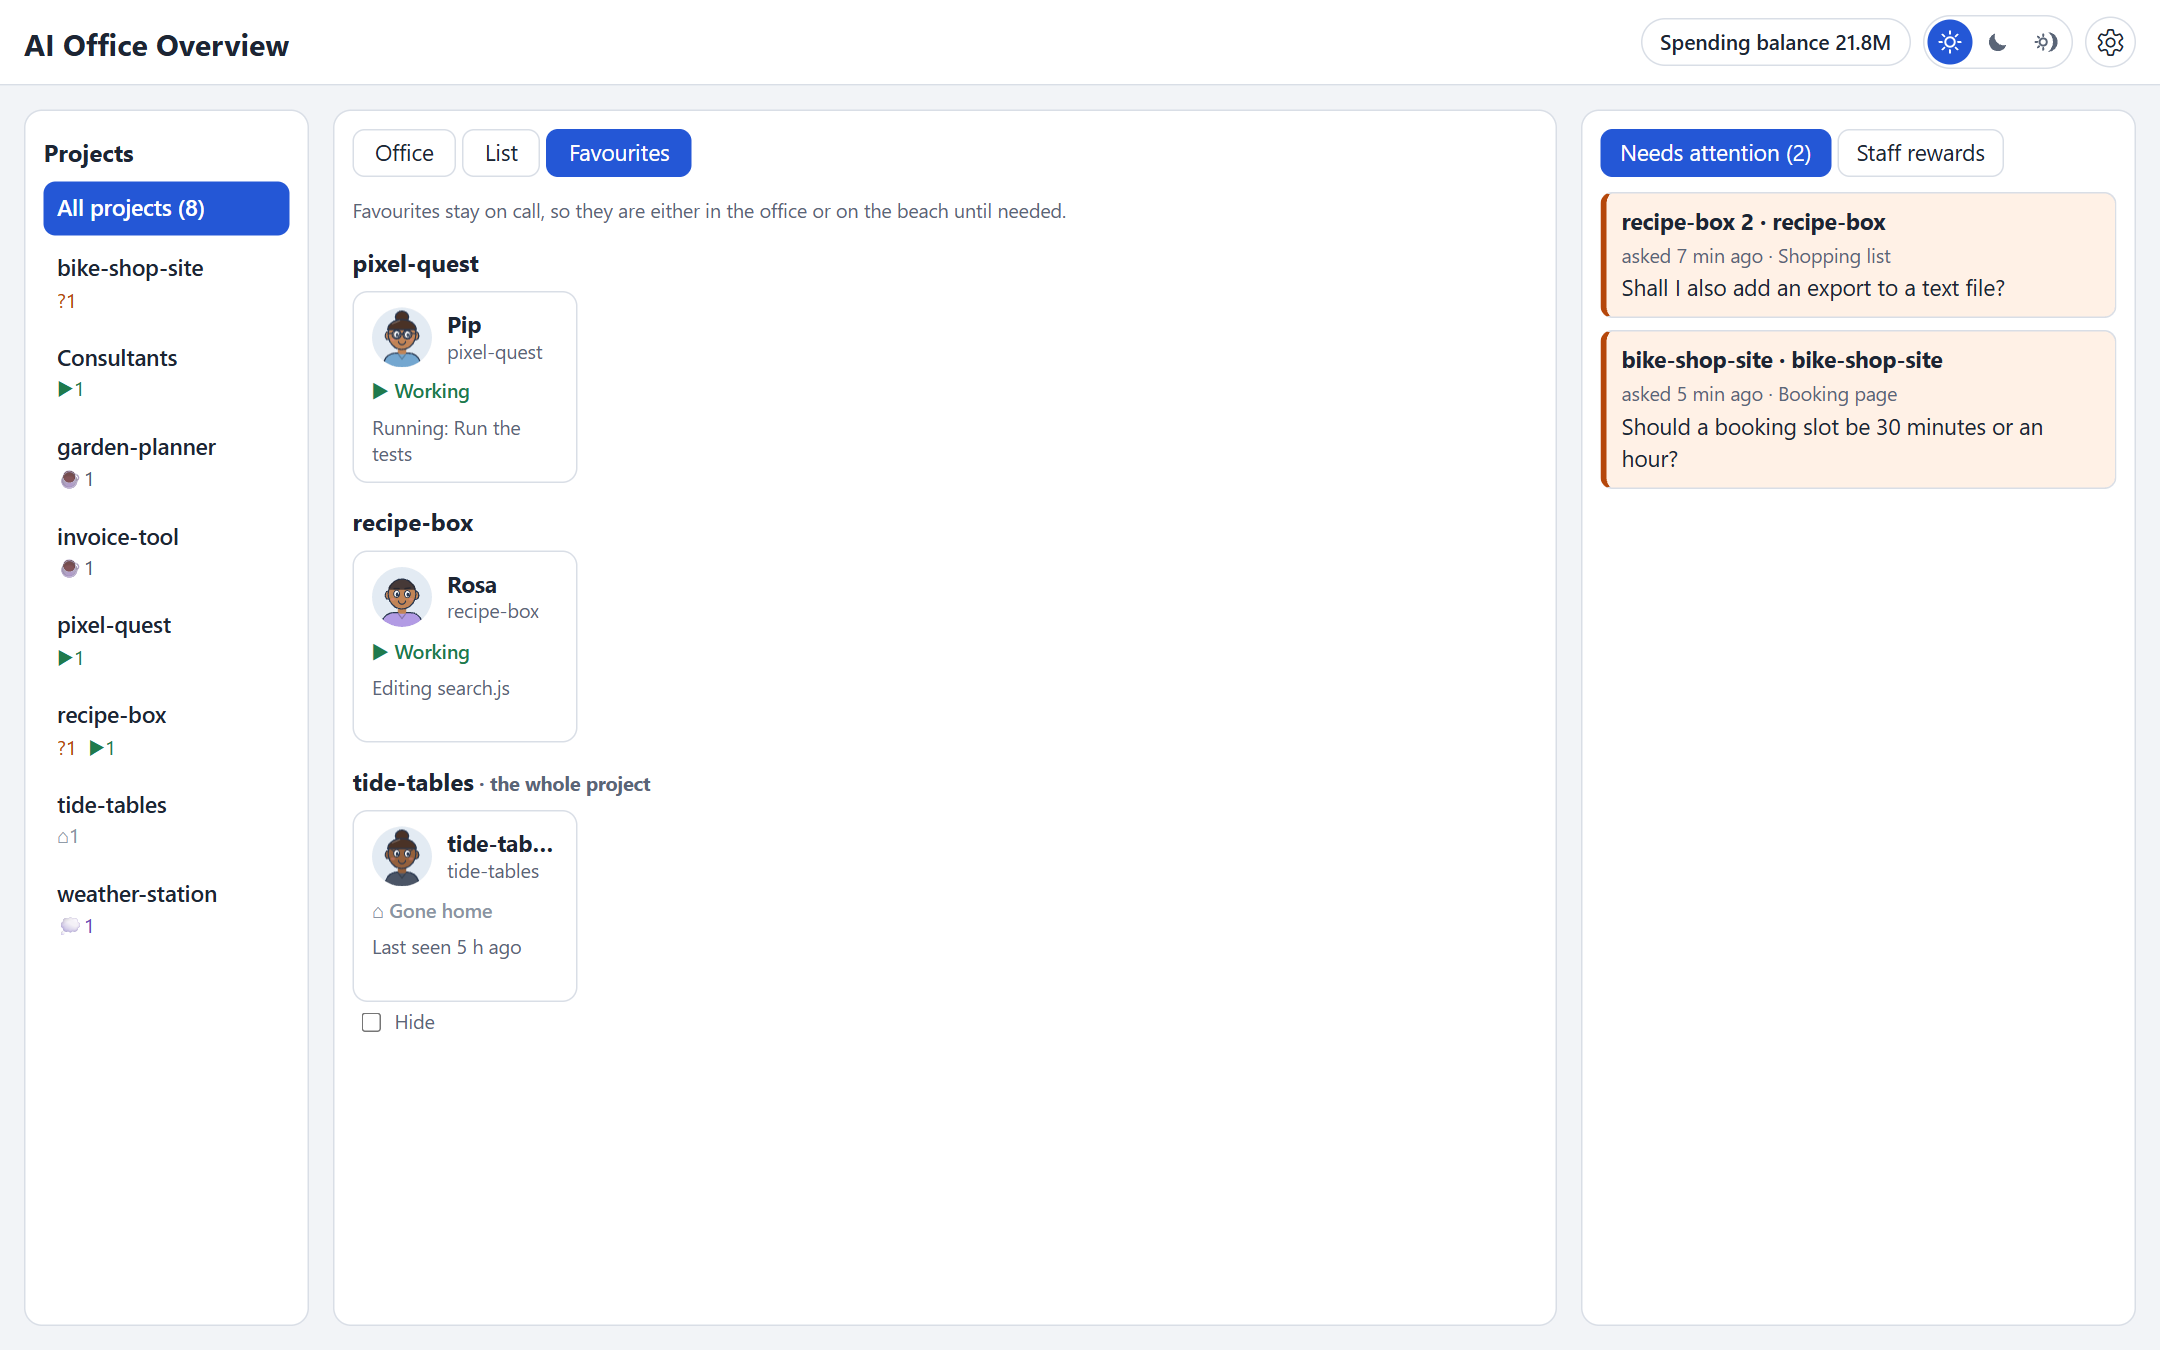 AI Office Overview
Spending balance 21.8M
Projects
All projects (8)
bike-shop-site
?1
Consultants
▶1
garden-planner
1
invoice-tool
1
pixel-quest
▶1
recipe-box
?1 ▶1
tide-tables
⌂1
weather-station
1
Office
List
Favourites
Favourites stay on call, so they are either in the office or on the beach until needed.
pixel-quest
Pip
pixel-quest
▶ Working
Running: Run the
tests
recipe-box
Rosa
recipe-box
▶ Working
Editing search.js
tide-tables · the whole project
tide-tab...
tide-tables
⌂ Gone home
Last seen 5 h ago
Hide
Needs attention (2)
Staff rewards
recipe-box 2 · recipe-box
asked 7 min ago · Shopping list
Shall I also add an export to a text file?
bike-shop-site · bike-shop-site
asked 5 min ago · Booking page
Should a booking slot be 30 minutes or an
hour?